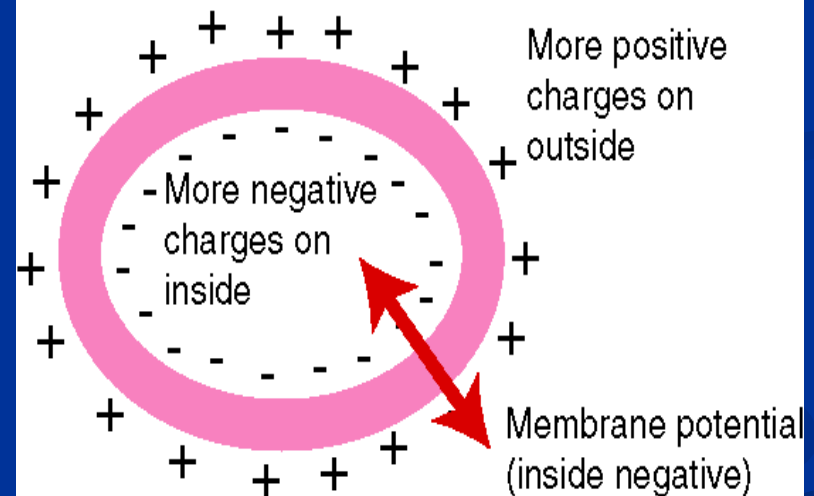 More positive
charges on
outside
More negative
charges on
inside
Membrane potential
(inside negative)